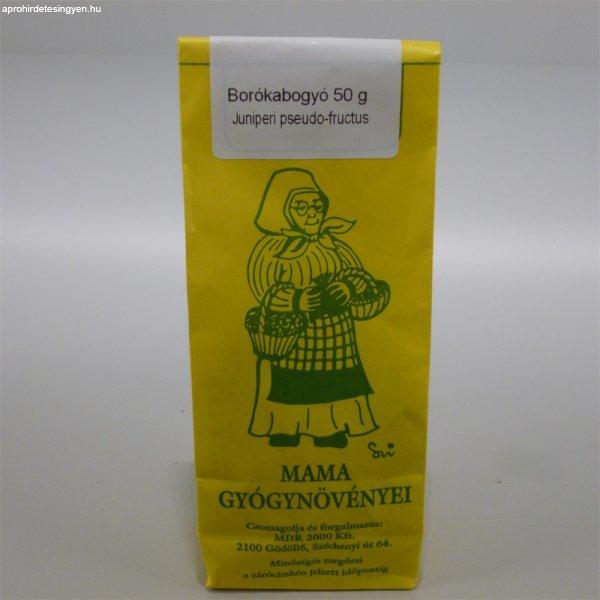 aprohirdetesingyen.hu
Borókabogyó 50 g
Juniperi pseudo-fructus
MAMA
GYÓGYNÖVÉNYEI
Csomagolja és forgalmazza:
MDR 2000 Kft.
2100 Gödöllő, Széchenyi út 64.
Minőségét megőrzi
a zárócímkén jelzett időpontig